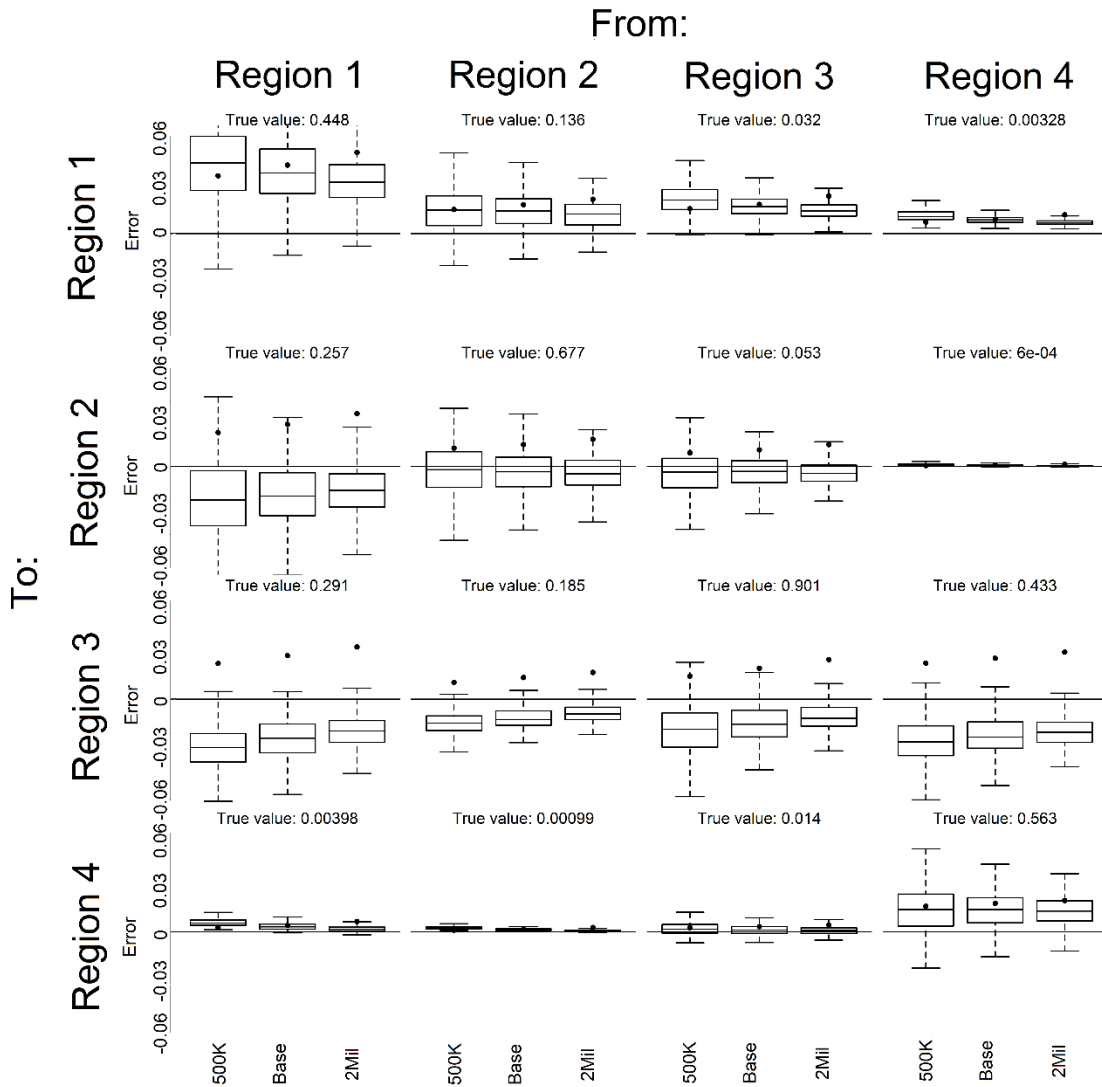 From:
Region 1 Region 2 Region 3 Region 4
True value: 0.448 True value: 0.136 True value: 0.032 True value: 0.00328
Region 1
Error
0.06
0.03
0
-0.03
-0.06
True value: 0.257 True value: 0.677 True value: 0.053 True value: 6e-04
Region 2
Error
0.06
0.03
0
-0.03
-0.06
To:
True value: 0.291 True value: 0.185 True value: 0.901 True value: 0.433
Region 3
Error
0.06
0.03
0
-0.03
-0.06
True value: 0.00398 True value: 0.00099 True value: 0.014 True value: 0.563
Region 4
Error
0.06
0.03
0
-0.03
-0.06
500K Base 2Mil 500K Base 2Mil 500K Base 2Mil 500K Base 2Mil